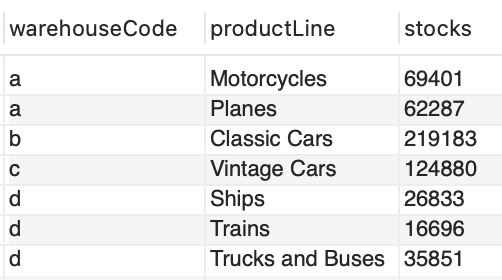 warehouseCode productLine stocks
a Motorcycles 69401
a Planes 62287
b Classic Cars 219183
c Vintage Cars 124880
d Ships 26833
d Trains 16696
d Trucks and Buses 35851